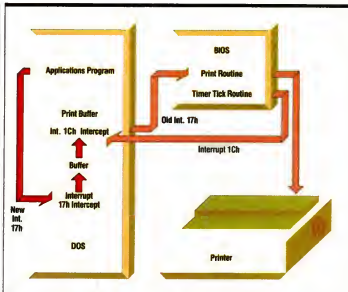 BIOS
Applications Program
Print Routine
Timer Tick Routine
Print Buffer
Old Int. 17h
Int. 1Ch Intercept
Interrupt 1Ch
Buffer
Interrupt
17h Intercept
New
Int.
17h
DOS
Printer